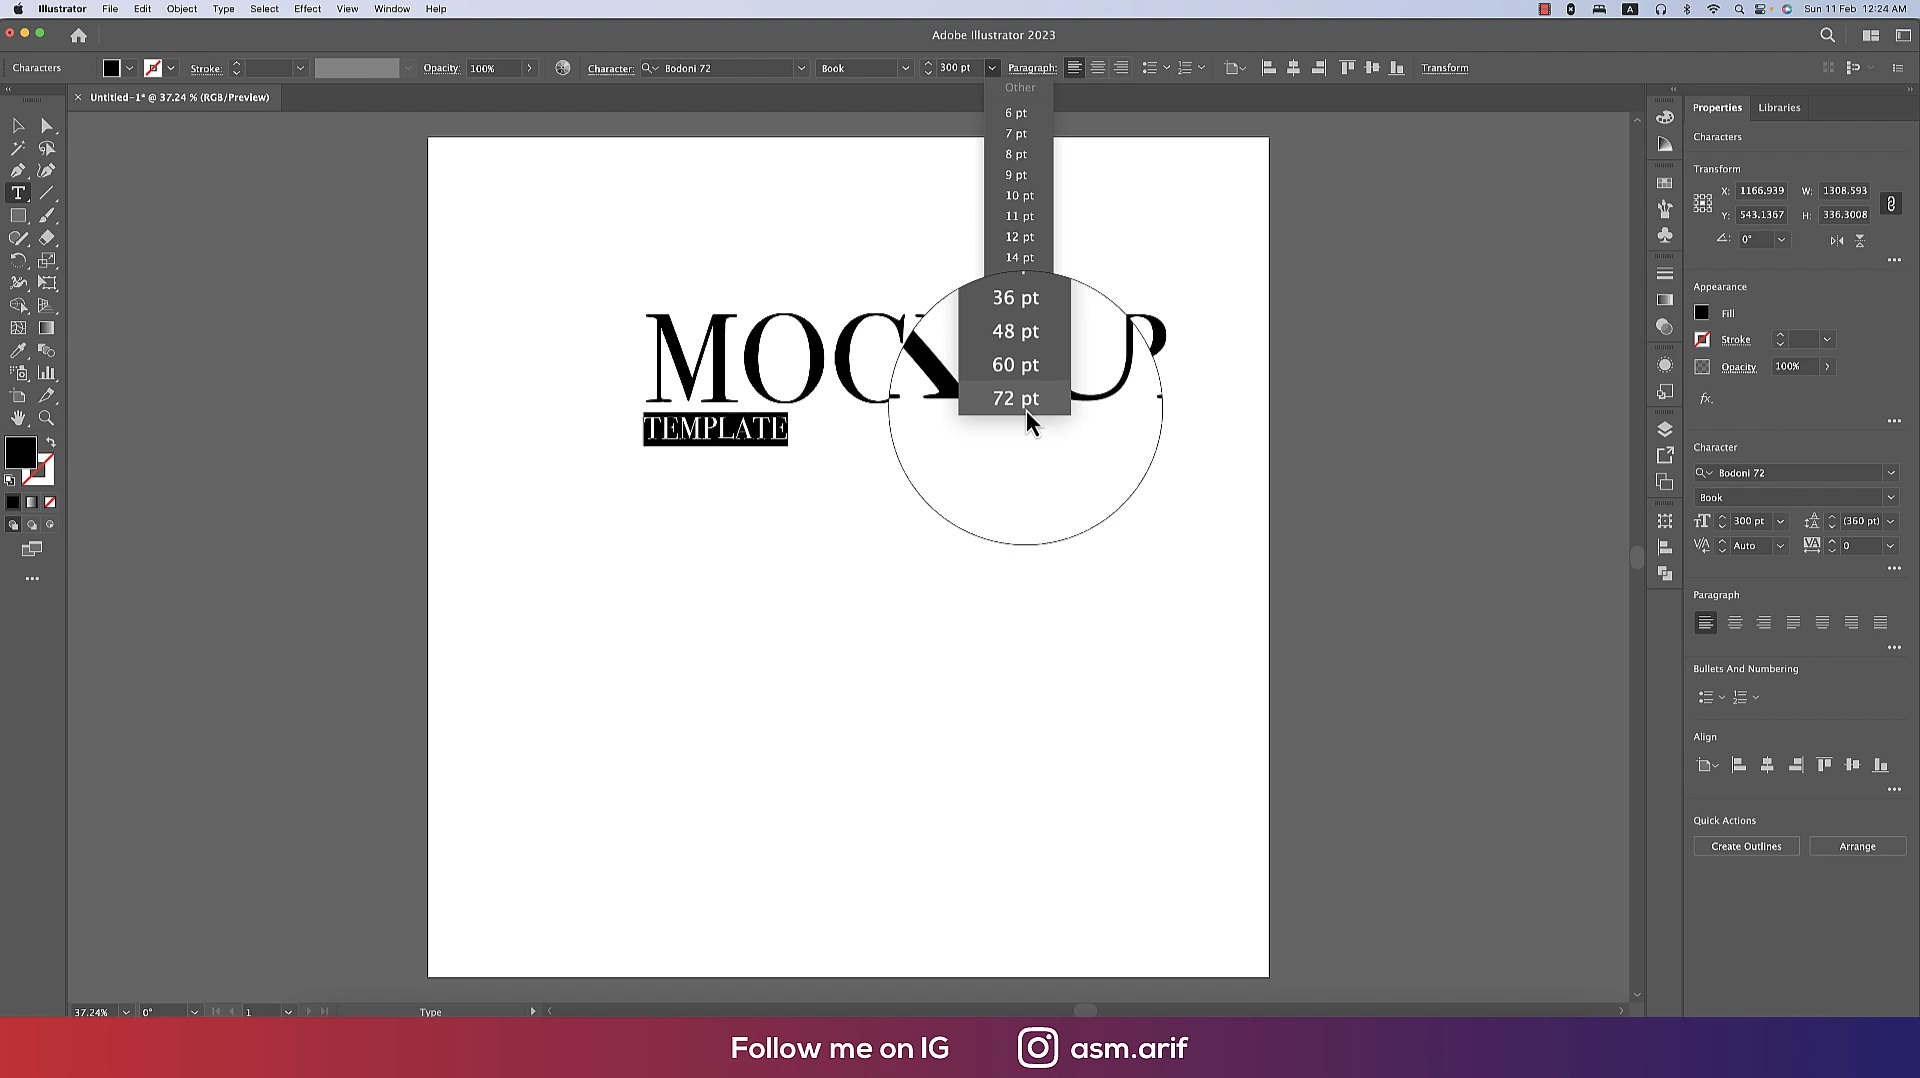 Illustrator File Edit Object Type Select Effect View Window Help
A Sun 11 Feb 12:24 AM
Adobe Illustrator 2023
Characters Stroke: Opacity: 100% Character: Bodoni 72 Book 300 pt Paragraph: Transform
Untitled-1* @ 37.24 % (RGB/Preview)
Other
6 pt
7 pt
8 pt
9 pt
10 pt
11 pt
12 pt
14 pt
36 pt
48 pt
60 pt
72 pt
MOCKUP
TEMPLATE
Properties Libraries
Characters
Transform
X: 1166.939 W: 1308.593
Y: 543.1367 H: 336.3008
0°
Appearance
Fill
Stroke
Opacity 100%
fx.
Character
Bodoni 72
Book
300 pt (360 pt)
Auto 0
Paragraph
Bullets And Numbering
Align
Quick Actions
Create Outlines Arrange
37.24% 0° 1 Type
Follow me on IG asm.arif